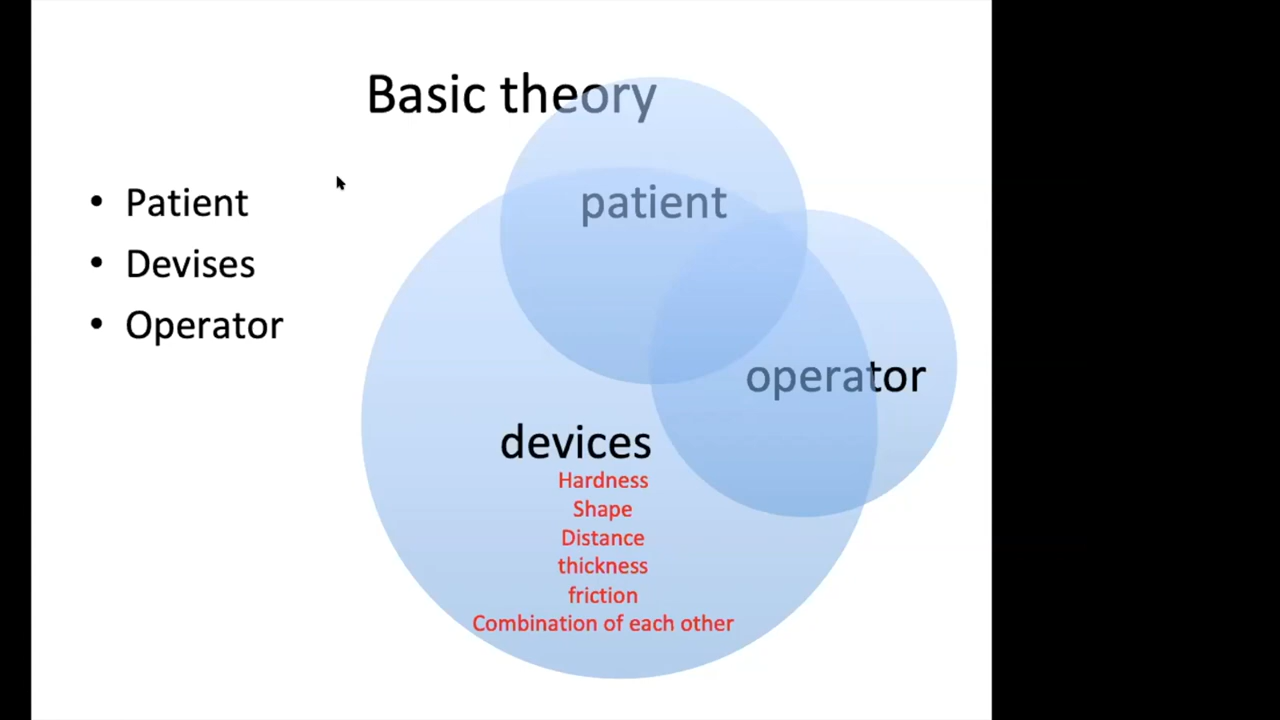 Basic theory
• Patient
• Devises
• Operator
patient
operator
devices
Hardness
Shape
Distance
thickness
friction
Combination of each other